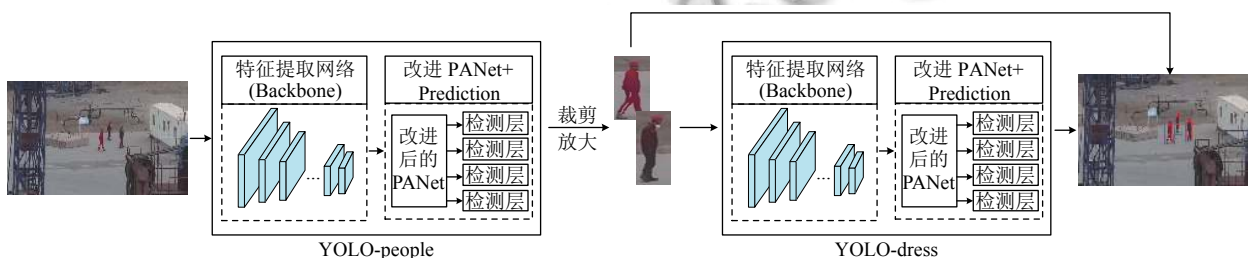 特征提取网络
(Backbone)
改进 PANet+
Prediction
改进
后的
PANet
检测层
检测层
检测层
检测层
…
YOLO-people
裁剪
放大
特征提取网络
(Backbone)
改进 PANet+
Prediction
改进
后的
PANet
检测层
检测层
检测层
检测层
…
YOLO-dress